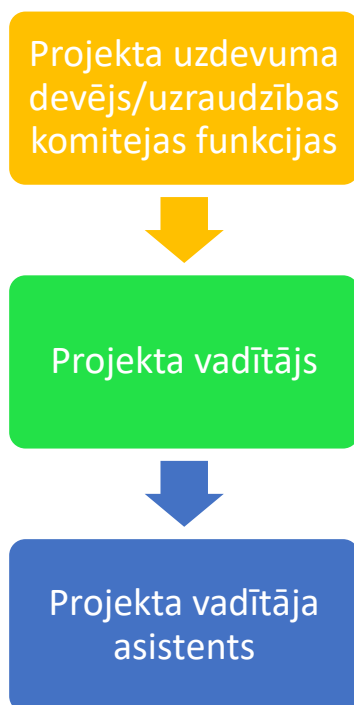 Projekta uzdevuma
devējs/uzraudzības
komitejas funkcijas
Projekta vadītājs
Projekta vadītāja
asistents